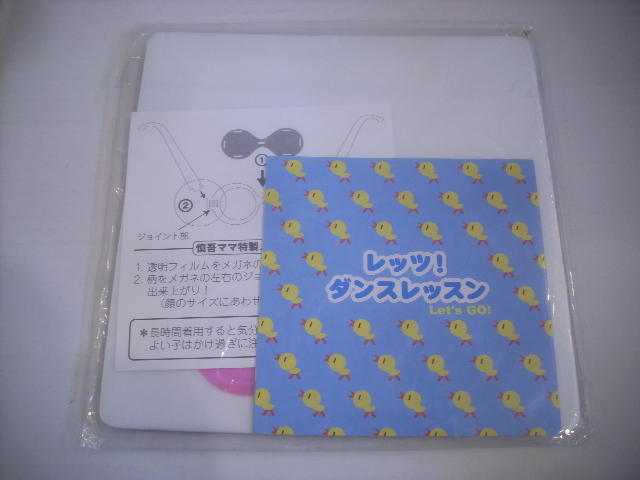 ①
②
ジョイント部
慎吾ママ特製
1. 透明フィルムをメガネの
2. 柄をメガネの左右のジョ
出来上がり！
（顔のサイズにあわせ
＊長時間着用すると気分
よい子はかけ過ぎに注
レッツ！
ダンスレッスン
Let's GO!